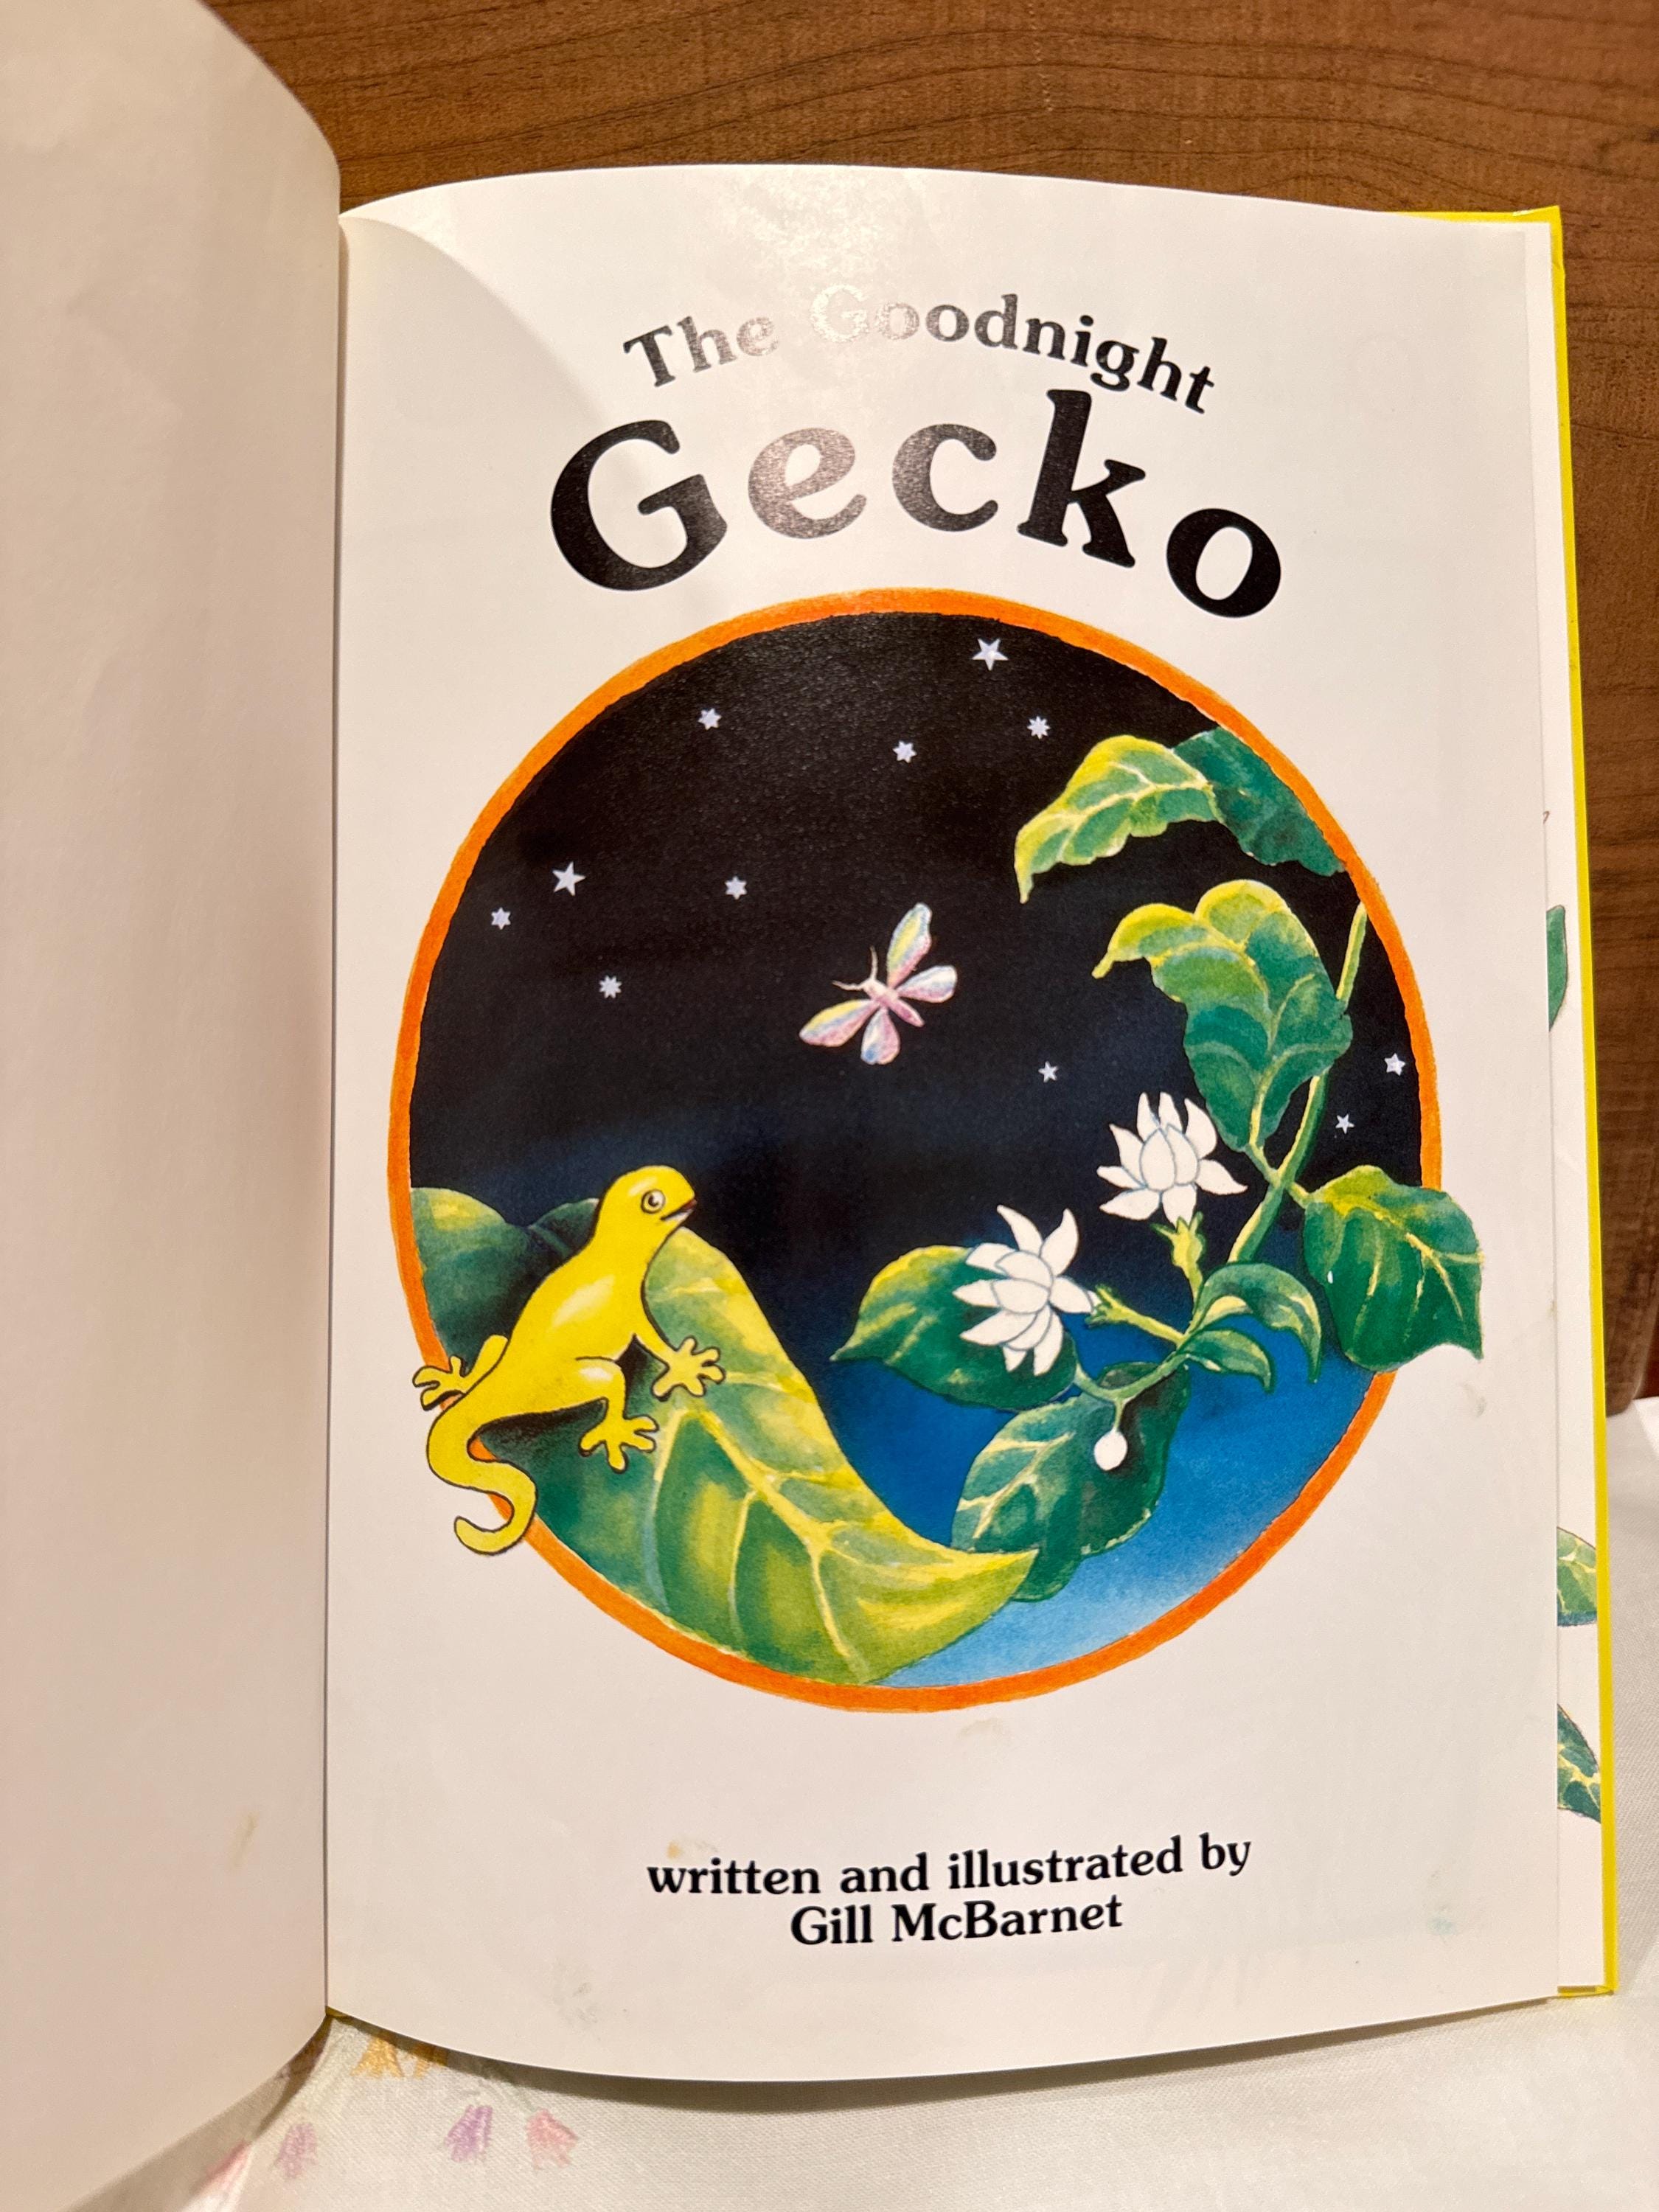 The Goodnight
Gecko
written and illustrated by
Gill McBarnet